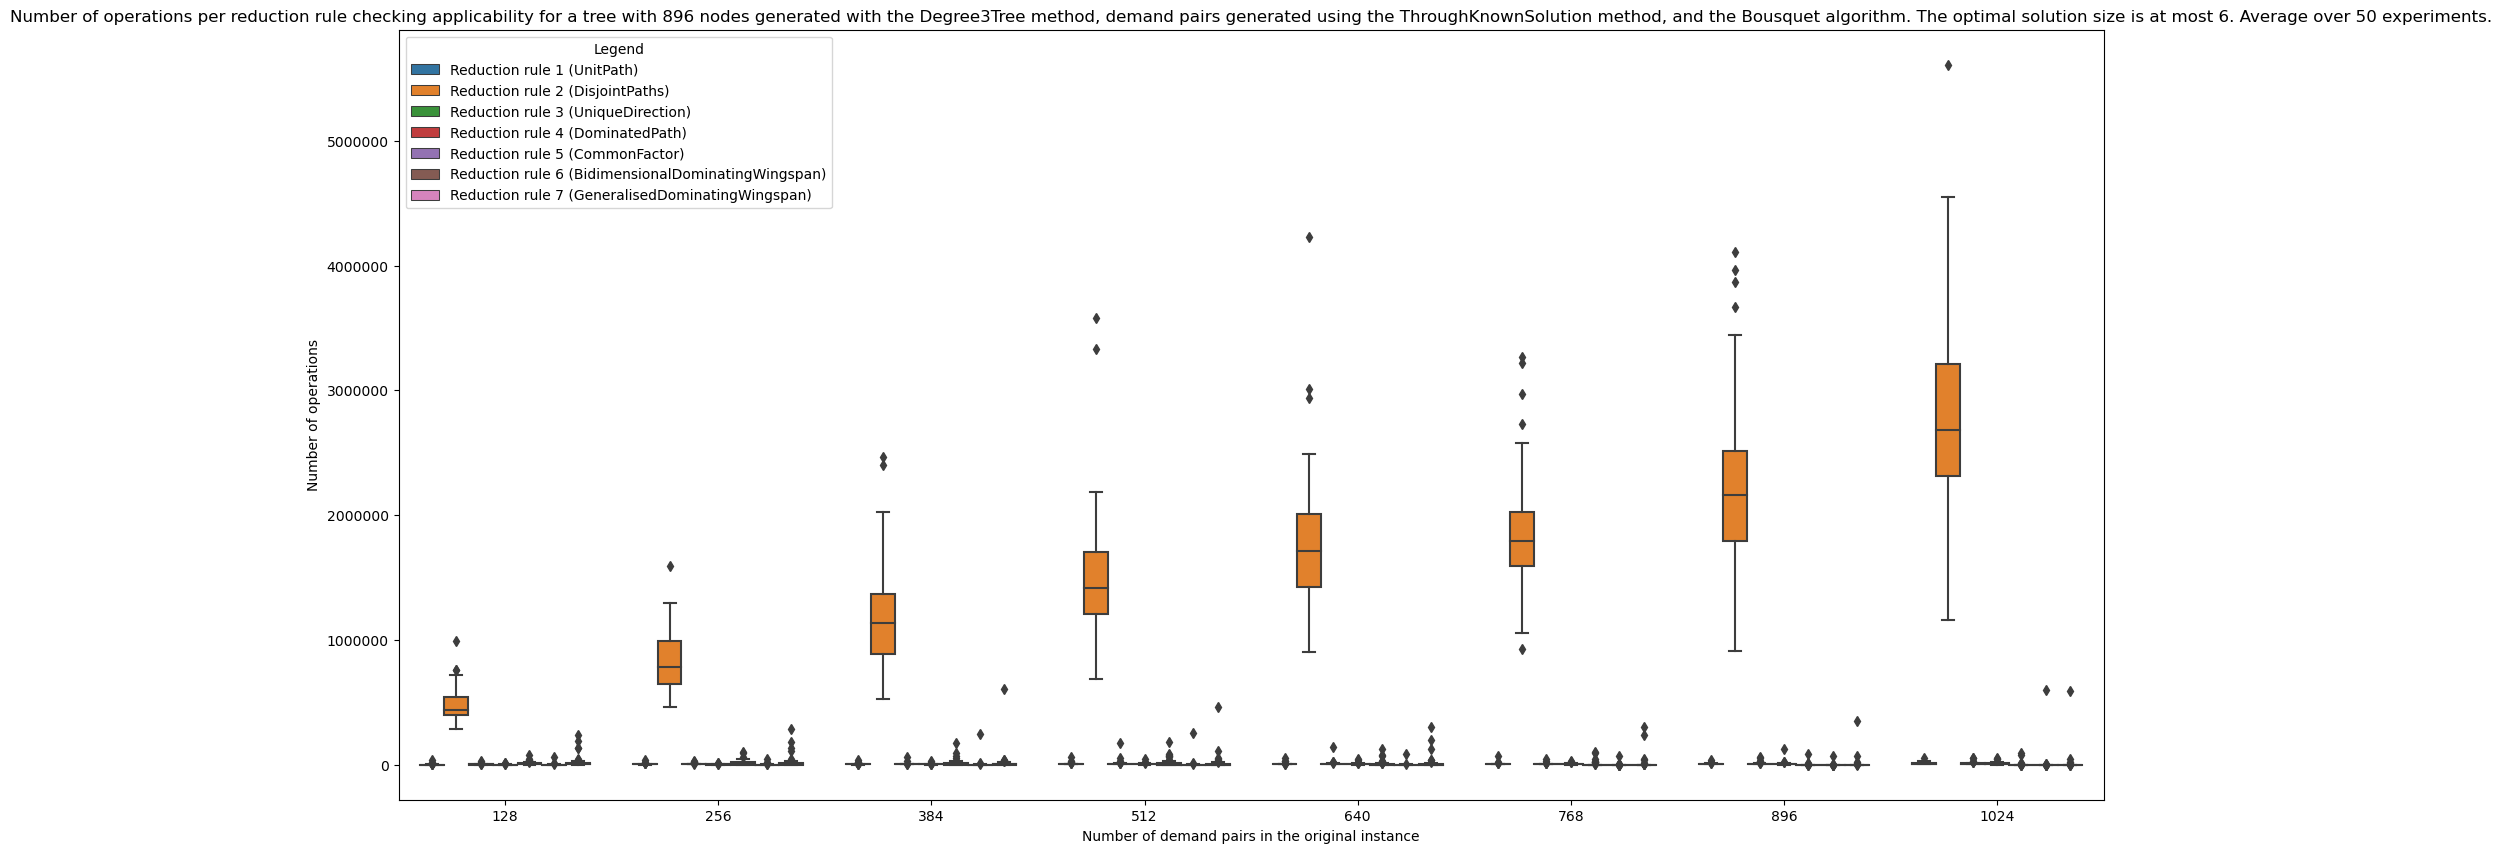 Number of operations per reduction rule checking applicability for a tree with 896 nodes generated with the Degree3Tree method, demand pairs generated using the ThroughKnownSolution method, and the Bousquet algorithm. The optimal solution size is at most 6. Average over 50 experiments.
Legend
Reduction rule 1 (UnitPath)
Reduction rule 2 (DisjointPaths)
Reduction rule 3 (UniqueDirection)
Reduction rule 4 (DominatedPath)
Reduction rule 5 (CommonFactor)
Reduction rule 6 (BidimensionalDominatingWingspan)
Reduction rule 7 (GeneralisedDominatingWingspan)
Number of operations
5000000
4000000
3000000
2000000
1000000
0
128 256 384 512 640 768 896 1024
Number of demand pairs in the original instance